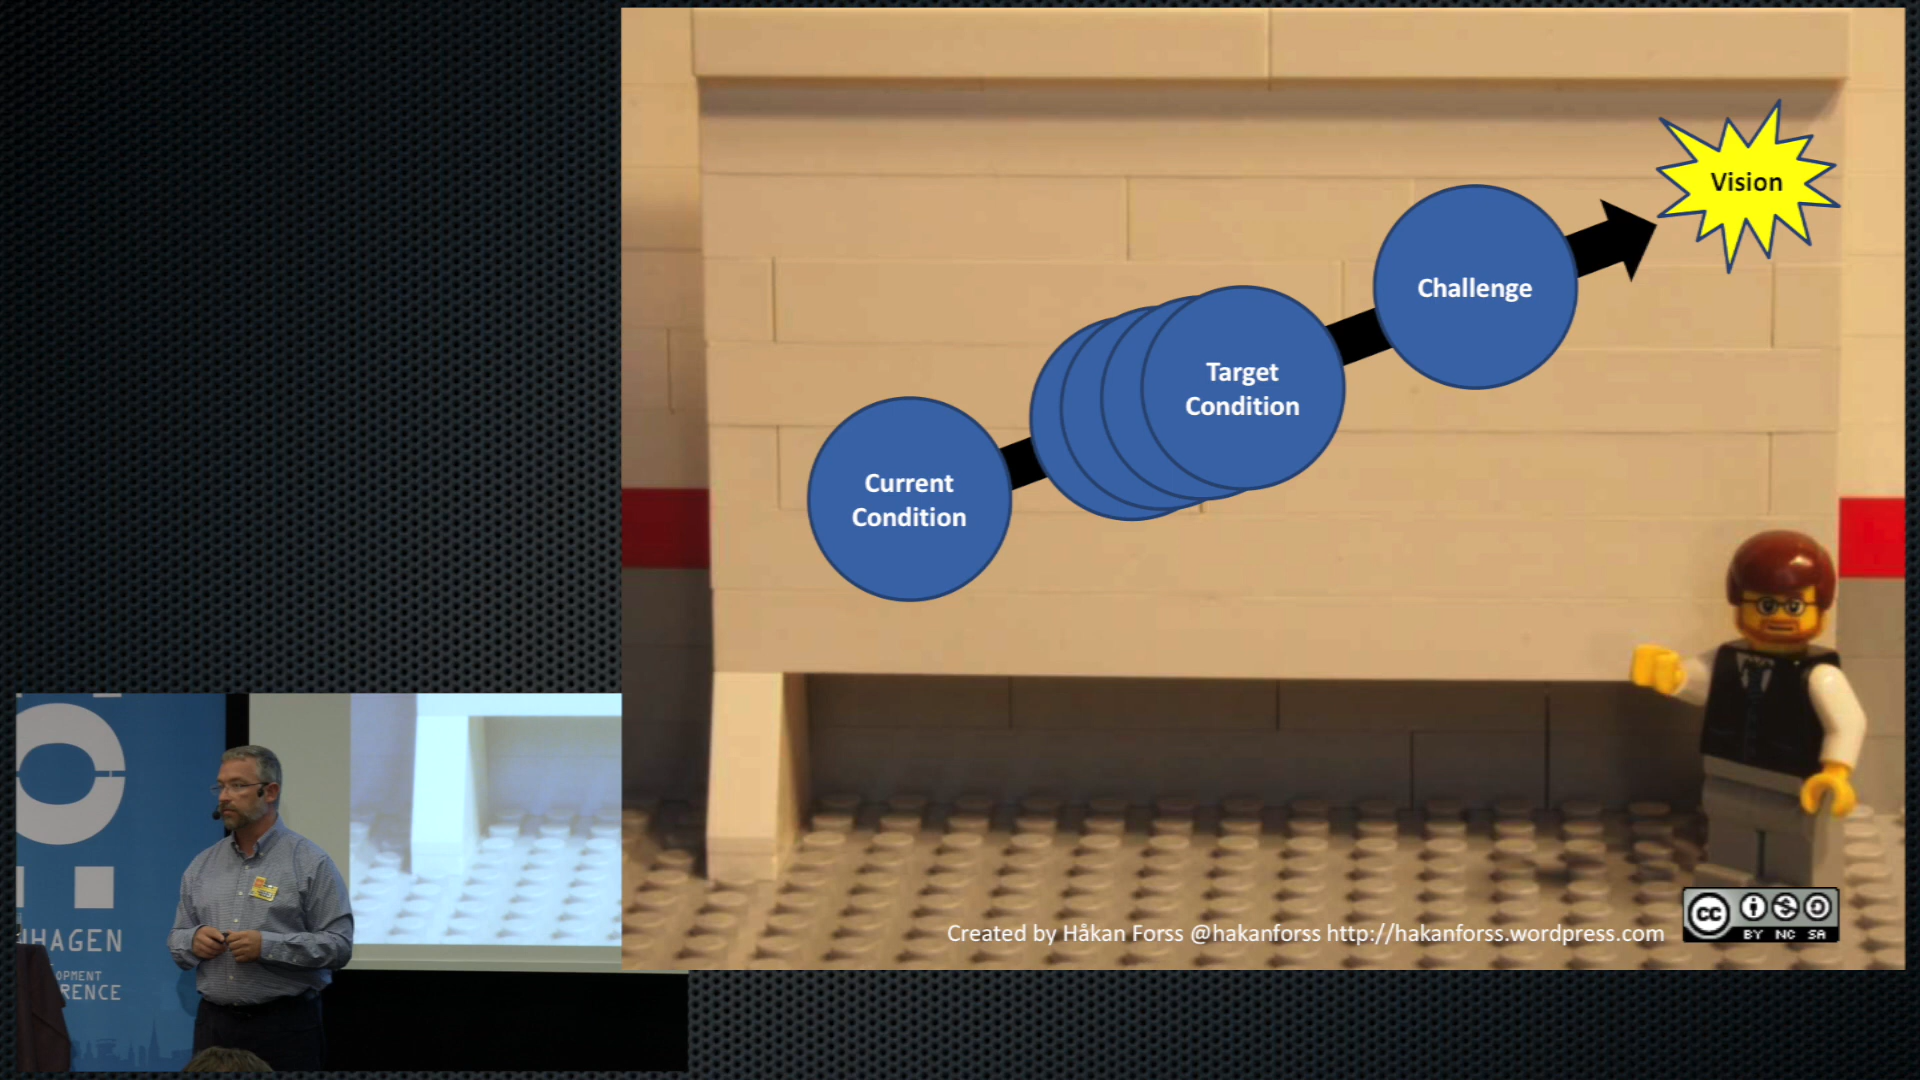 Vision
Challenge
Target
Condition
Current
Condition
Created by Håkan Forss @hakanforss http://hakanforss.wordpress.com
CC
BY NC SA
HAGEN
OPMENT
RENCE